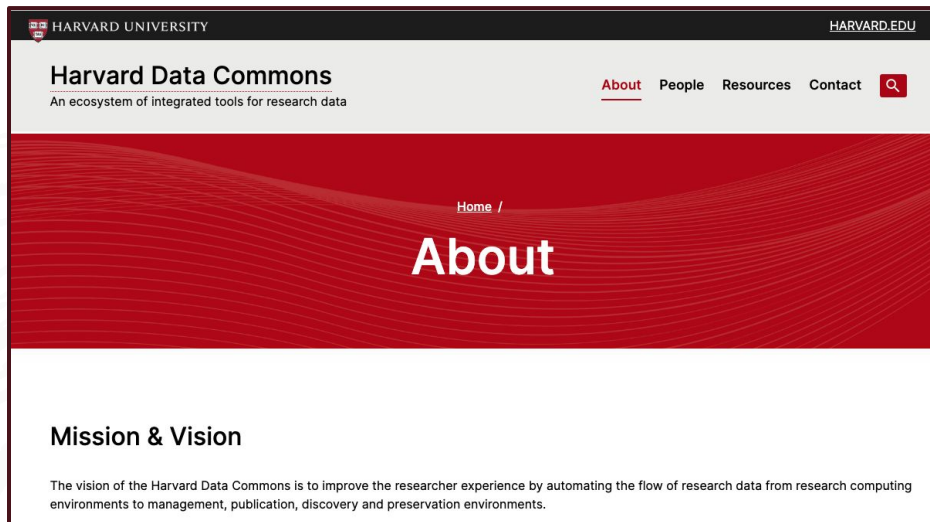 HARVARD UNIVERSITY
HARVARD.EDU
Harvard Data Commons
An ecosystem of integrated tools for research data
About People Resources Contact
Home /
About
Mission & Vision
The vision of the Harvard Data Commons is to improve the researcher experience by automating the flow of research data from research computing
environments to management, publication, discovery and preservation environments.